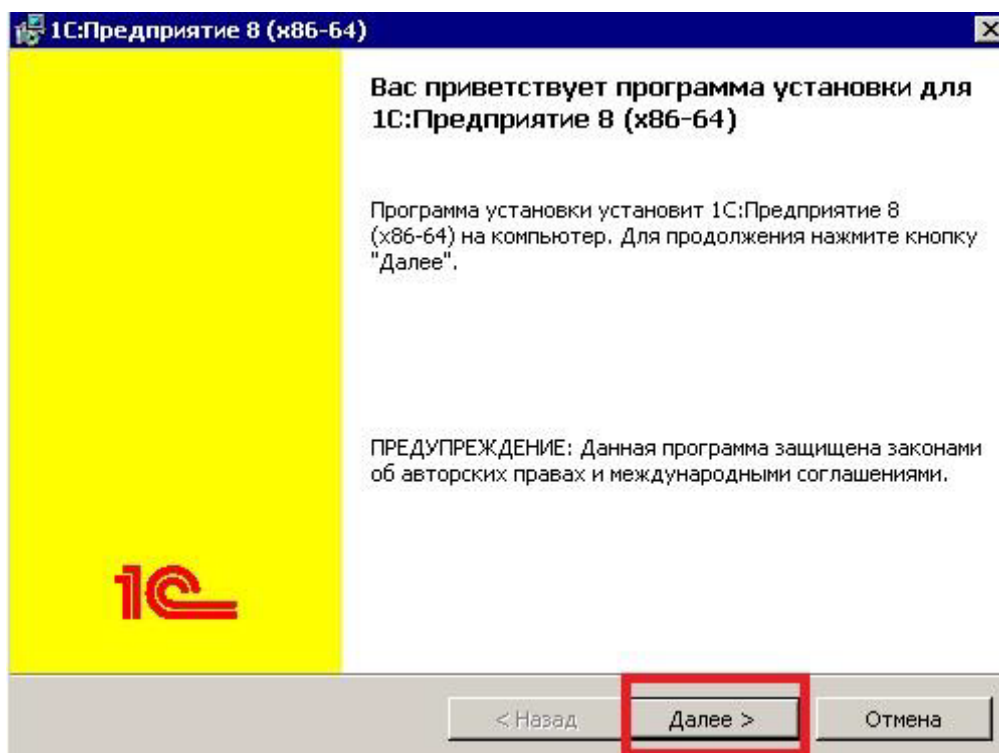 1С:Предприятие 8 (x86-64)
Вас приветствует программа установки для
1С:Предприятие 8 (x86-64)
Программа установки установит 1С:Предприятие 8
(x86-64) на компьютер. Для продолжения нажмите кнопку
"Далее".
ПРЕДУПРЕЖДЕНИЕ: Данная программа защищена законами
об авторских правах и международными соглашениями.
1С
< Назад
Далее >
Отмена